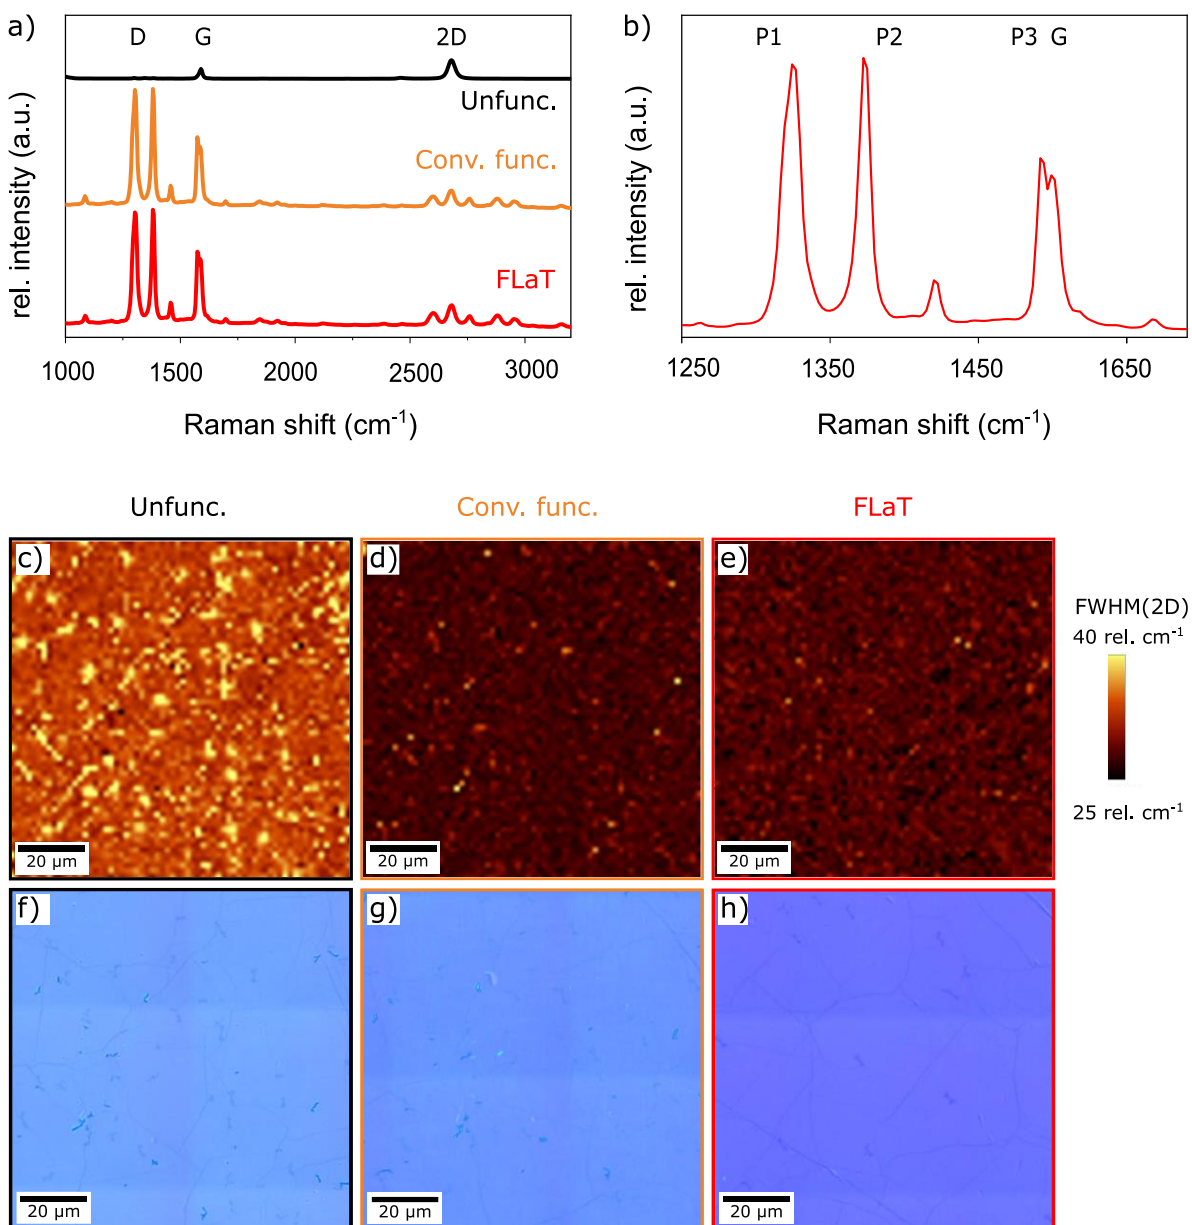 a)
D G 2D
Unfunc.
Conv. func.
FLaT
rel. intensity (a.u.)
1000 1500 2000 2500 3000
Raman shift (cm-1)
b)
P1 P2 P3 G
rel. intensity (a.u.)
1250 1350 1450 1650
Raman shift (cm-1)
Unfunc. Conv. func. FLaT
c) d) e)
FWHM(2D)
40 rel. cm-1
25 rel. cm-1
20 µm 20 µm 20 µm
f) g) h)
20 µm 20 µm 20 µm